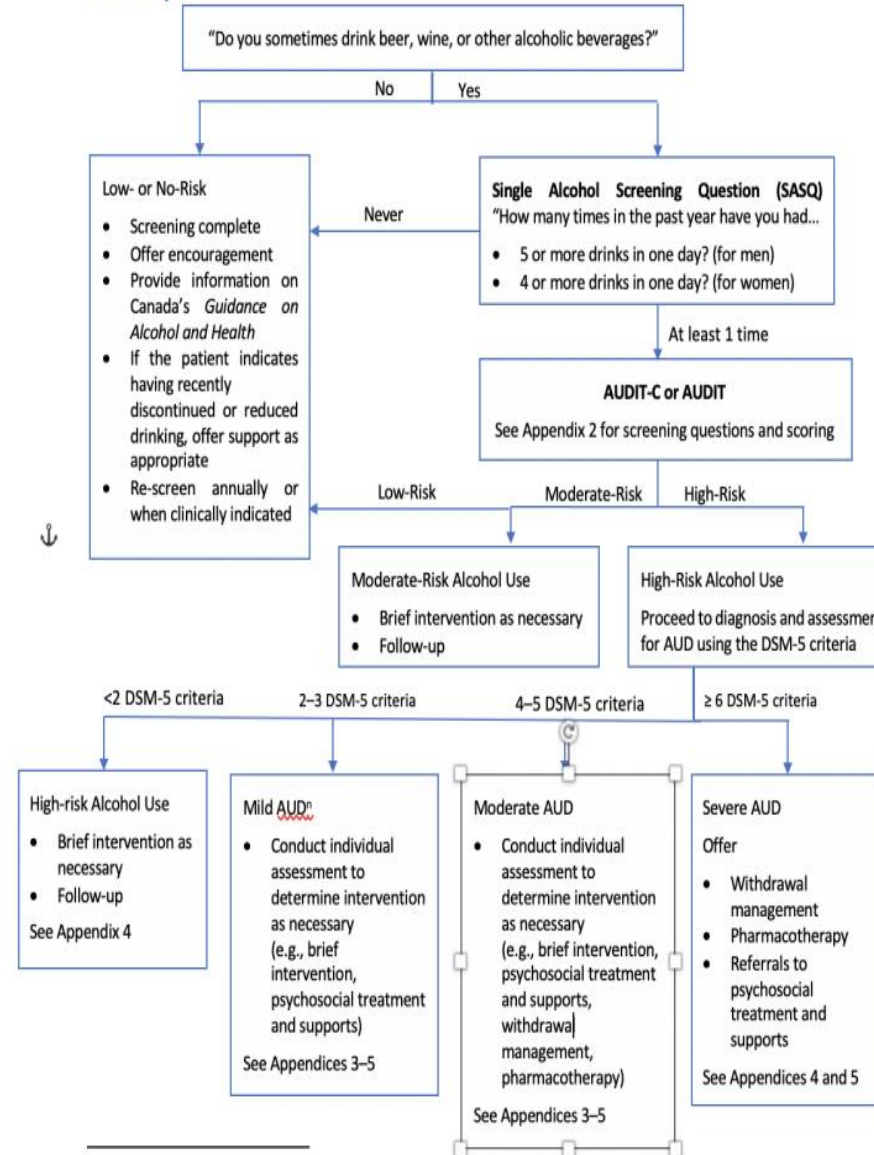 "Do you sometimes drink beer, wine, or other alcoholic beverages?"
No
Yes
Low- or No-Risk
• Screening complete
• Offer encouragement
• Provide information on
Canada's Guidance on
Alcohol and Health
• If the patient indicates
having recently
discontinued or reduced
drinking, offer support as
appropriate
• Re-screen annually or
when clinically indicated
Never
Single Alcohol Screening Question (SASQ)
"How many times in the past year have you had...
• 5 or more drinks in one day? (for men)
• 4 or more drinks in one day? (for women)
At least 1 time
AUDIT-C or AUDIT
See Appendix 2 for screening questions and scoring
Low-Risk
Moderate-Risk
High-Risk
Moderate-Risk Alcohol Use
• Brief intervention as necessary
• Follow-up
High-Risk Alcohol Use
Proceed to diagnosis and assessmen
for AUD using the DSM-5 criteria
<2 DSM-5 criteria
2–3 DSM-5 criteria
4–5 DSM-5 criteria
≥ 6 DSM-5 criteria
High-risk Alcohol Use
• Brief intervention as
necessary
• Follow-up
See Appendix 4
Mild AUDⁿ
• Conduct individual
assessment to
determine intervention
as necessary
(e.g., brief
intervention,
psychosocial treatment
and supports)
See Appendices 3–5
Moderate AUD
• Conduct individual
assessment to
determine intervention
as necessary
(e.g., brief intervention,
psychosocial treatment
and supports,
withdrawal
management,
pharmacotherapy)
See Appendices 3–5
Severe AUD
Offer
• Withdrawal
management
• Pharmacotherapy
• Referrals to
psychosocial
treatment and
supports
See Appendices 4 and 5